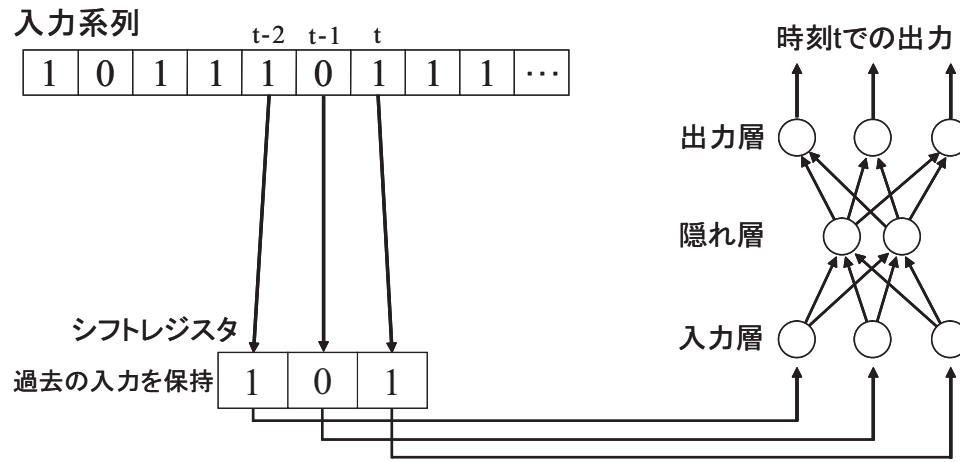 入力系列
t-2 t-1 t
1 0 1 1 1 0 1 1 1 …
時刻tでの出力
出力層
隠れ層
入力層
シフトレジスタ
過去の入力を保持
1 0 1